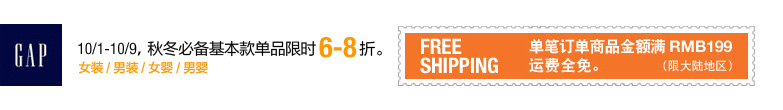 GAP
10/1-10/9, 秋冬必备基本款单品限时6-8折。
女装 / 男装 / 女婴 / 男婴
FREE
SHIPPING
单笔订单商品金额满 RMB199
运费全免。 (限大陆地区)